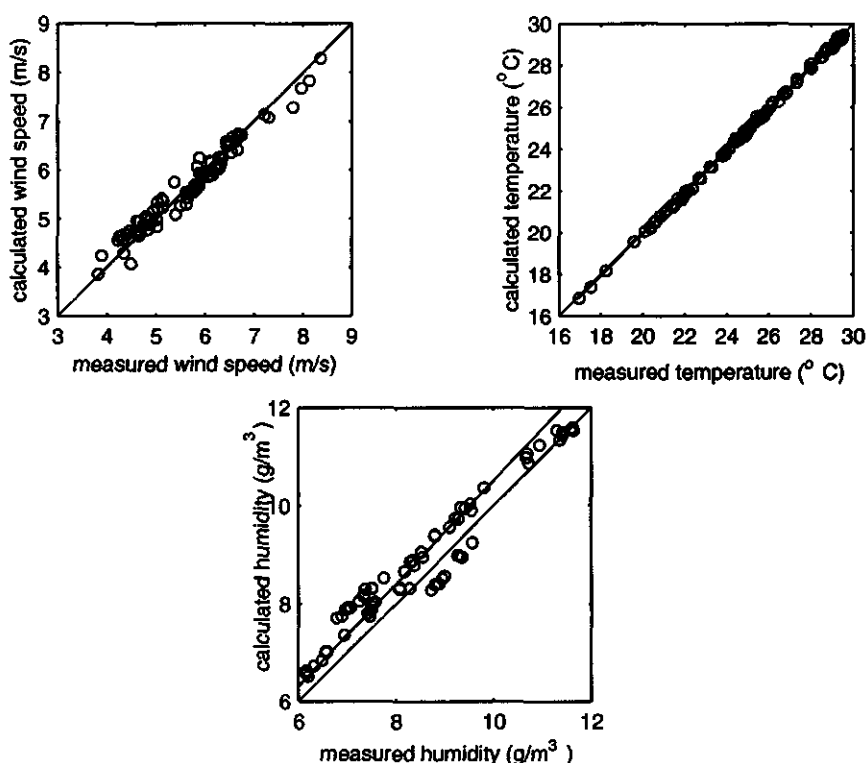 9
8
7
6
5
4
3
3 4 5 6 7 8 9
calculated wind speed (m/s)
measured wind speed (m/s)
30
28
26
24
22
20
18
16
16 18 20 22 24 26 28 30
calculated temperature (°C)
measured temperature (° C)
12
10
8
6
6 8 10 12
calculated humidity (g/m³)
measured humidity (g/m³ )